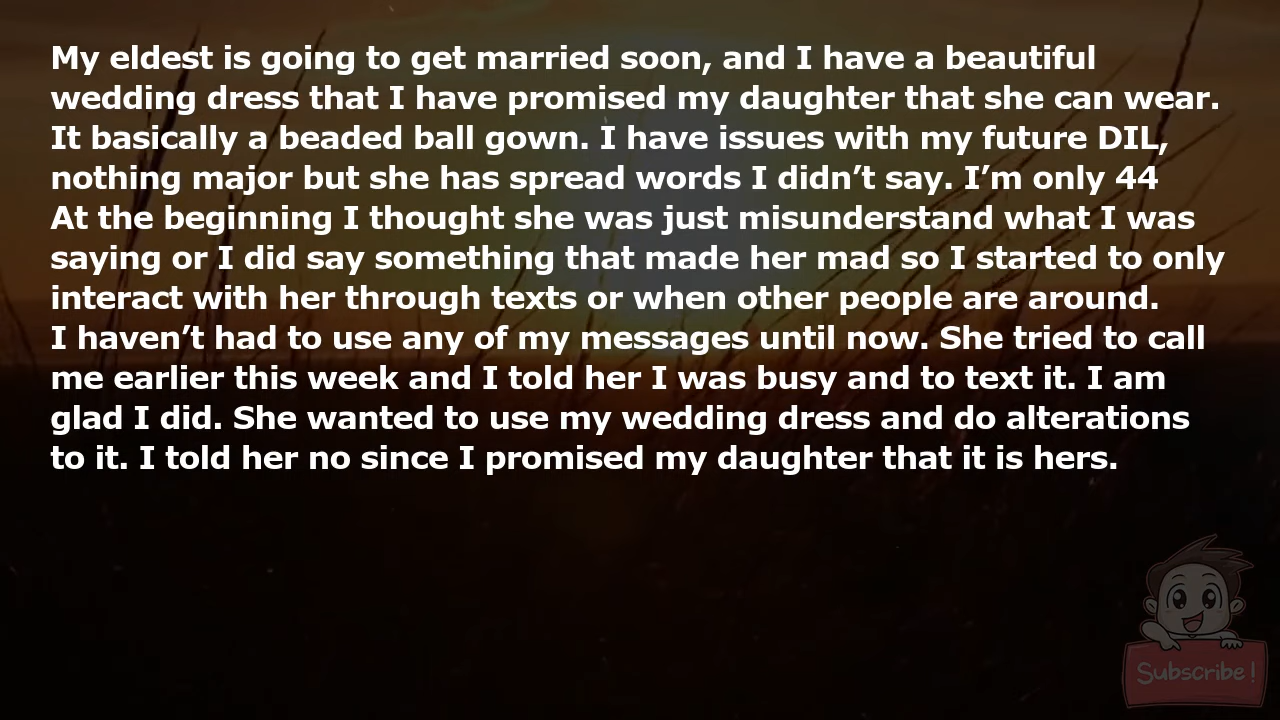 My eldest is going to get married soon, and I have a beautiful
wedding dress that I have promised my daughter that she can wear.
It basically a beaded ball gown. I have issues with my future DIL,
nothing major but she has spread words I didn’t say. I’m only 44
At the beginning I thought she was just misunderstand what I was
saying or I did say something that made her mad so I started to only
interact with her through texts or when other people are around.
I haven’t had to use any of my messages until now. She tried to call
me earlier this week and I told her I was busy and to text it. I am
glad I did. She wanted to use my wedding dress and do alterations
to it. I told her no since I promised my daughter that it is hers.
Subscribe!